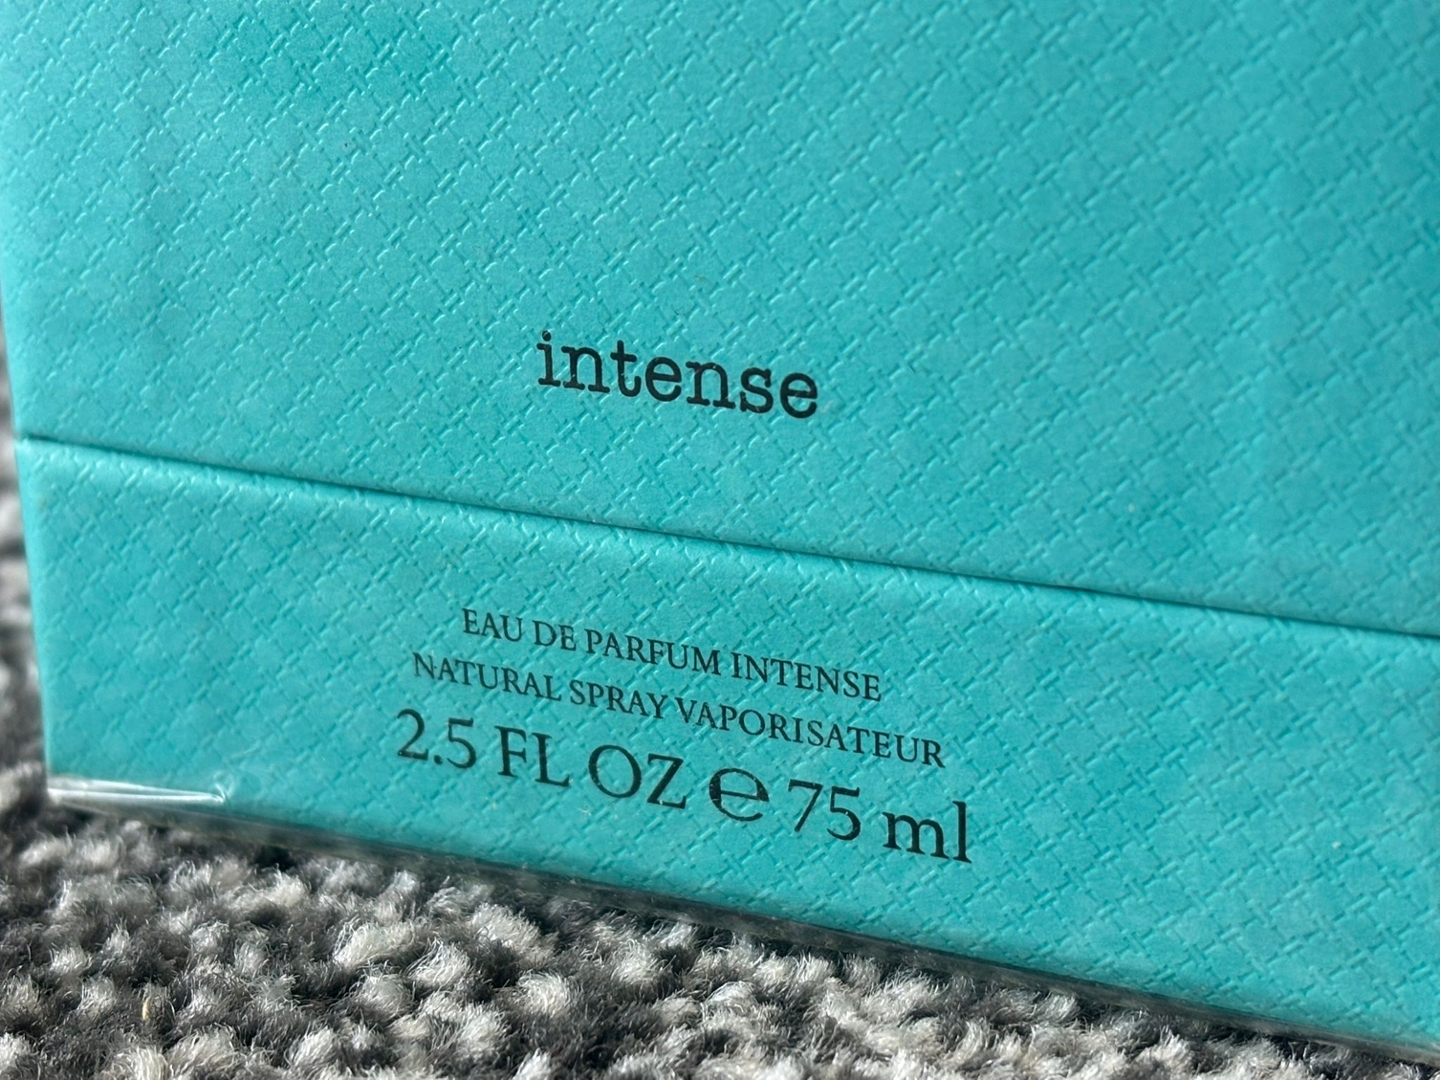 intense
EAU DE PARFUM INTENSE
NATURAL SPRAY VAPORISATEUR
2.5 FL OZ ℮ 75 ml